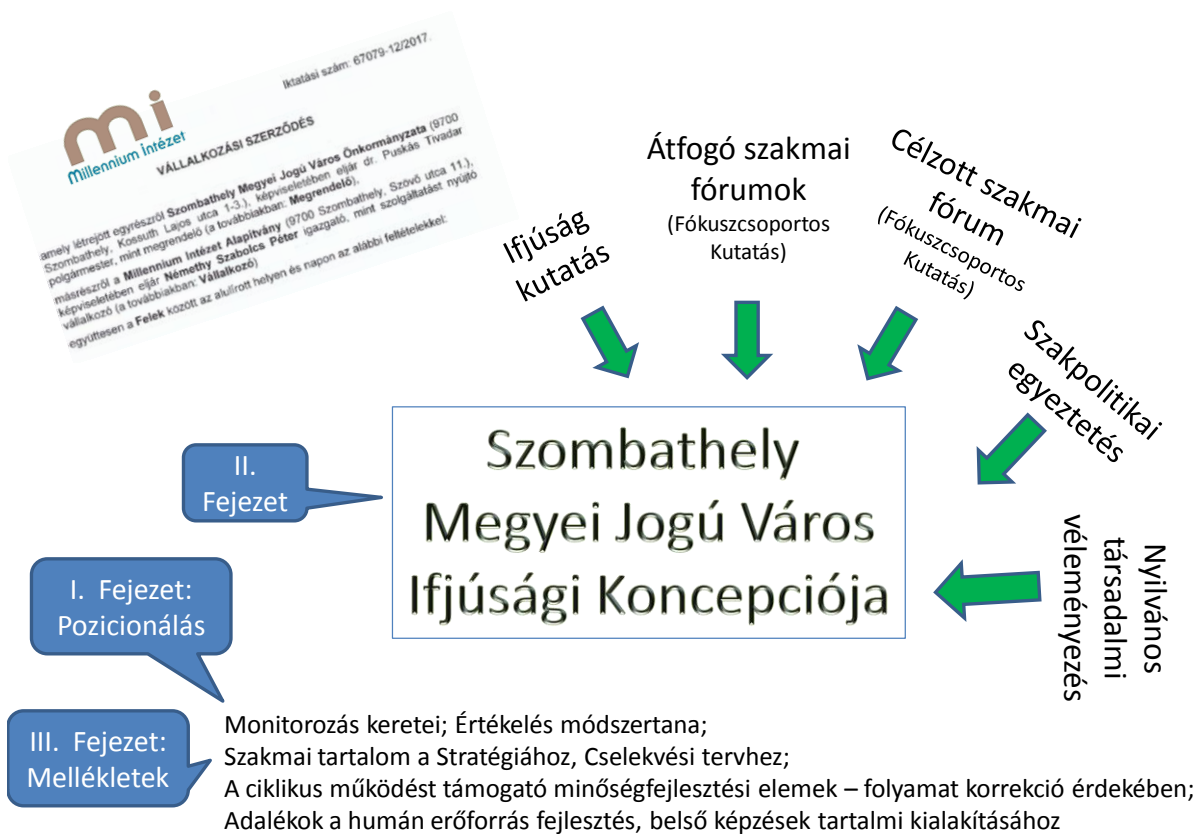 Iktatási szám: 67079-12/2017.
mi
Millennium Intézet
VÁLLALKOZÁSI SZERZŐDÉS
amely létrejött egyrészről Szombathely Megyei Jogú Város Önkormányzata (9700
Szombathely, Kossuth Lajos utca 1-3.), képviseletében eljár dr. Puskás Tivadar
polgármester, mint megrendelő (a továbbiakban: Megrendelő),
másrészről a Millennium Intézet Alapítvány (9700 Szombathely, Szövő utca 11.),
képviseletében eljár Némethy Szabolcs Péter igazgató, mint szolgáltatást nyújtó
vállalkozó (a továbbiakban: Vállalkozó)
együttesen a Felek között az alulírott helyen és napon az alábbi feltételekkel:
Ifjúság
kutatás
Átfogó szakmai
fórumok
(Fókuszcsoportos
Kutatás)
Célzott szakmai
fórum
(Fókuszcsoportos
Kutatás)
Szakpolitikai
egyeztetés
Nyilvános
társadalmi
véleményezés
II.
Fejezet
Szombathely
Megyei Jogú Város
Ifjúsági Koncepciója
I. Fejezet:
Pozicionálás
III. Fejezet:
Mellékletek
Monitorozás keretei; Értékelés módszertana;
Szakmai tartalom a Stratégiához, Cselekvési tervhez;
A ciklikus működést támogató minőségfejlesztési elemek – folyamat korrekció érdekében;
Adalékok a humán erőforrás fejlesztés, belső képzések tartalmi kialakításához